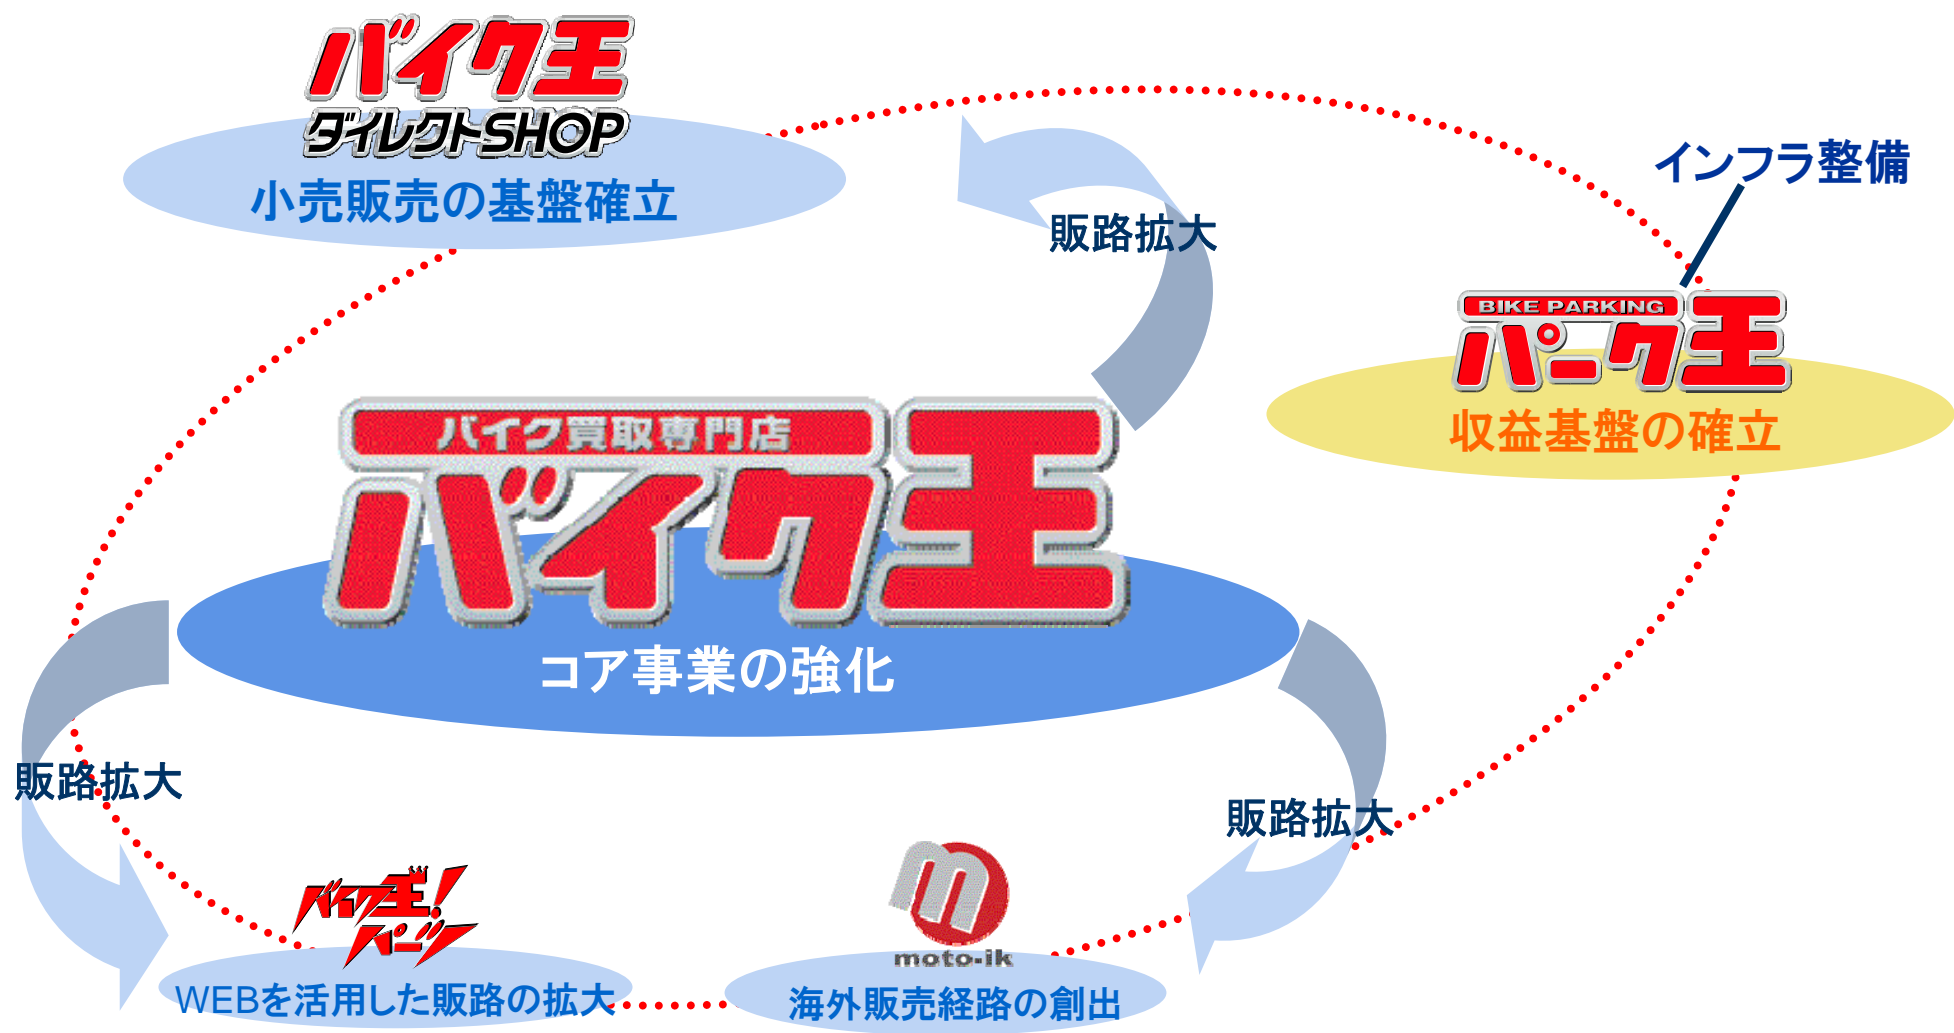 バイク王
ダイレクトSHOP
小売販売の基盤確立
インフラ整備
販路拡大
BIKE PARKING
パーク王
収益基盤の確立
バイク買取専門店
バイク王
コア事業の強化
販路拡大
販路拡大
バイク王!
パーツ
WEBを活用した販路の拡大
m
moto-ik
海外販売経路の創出